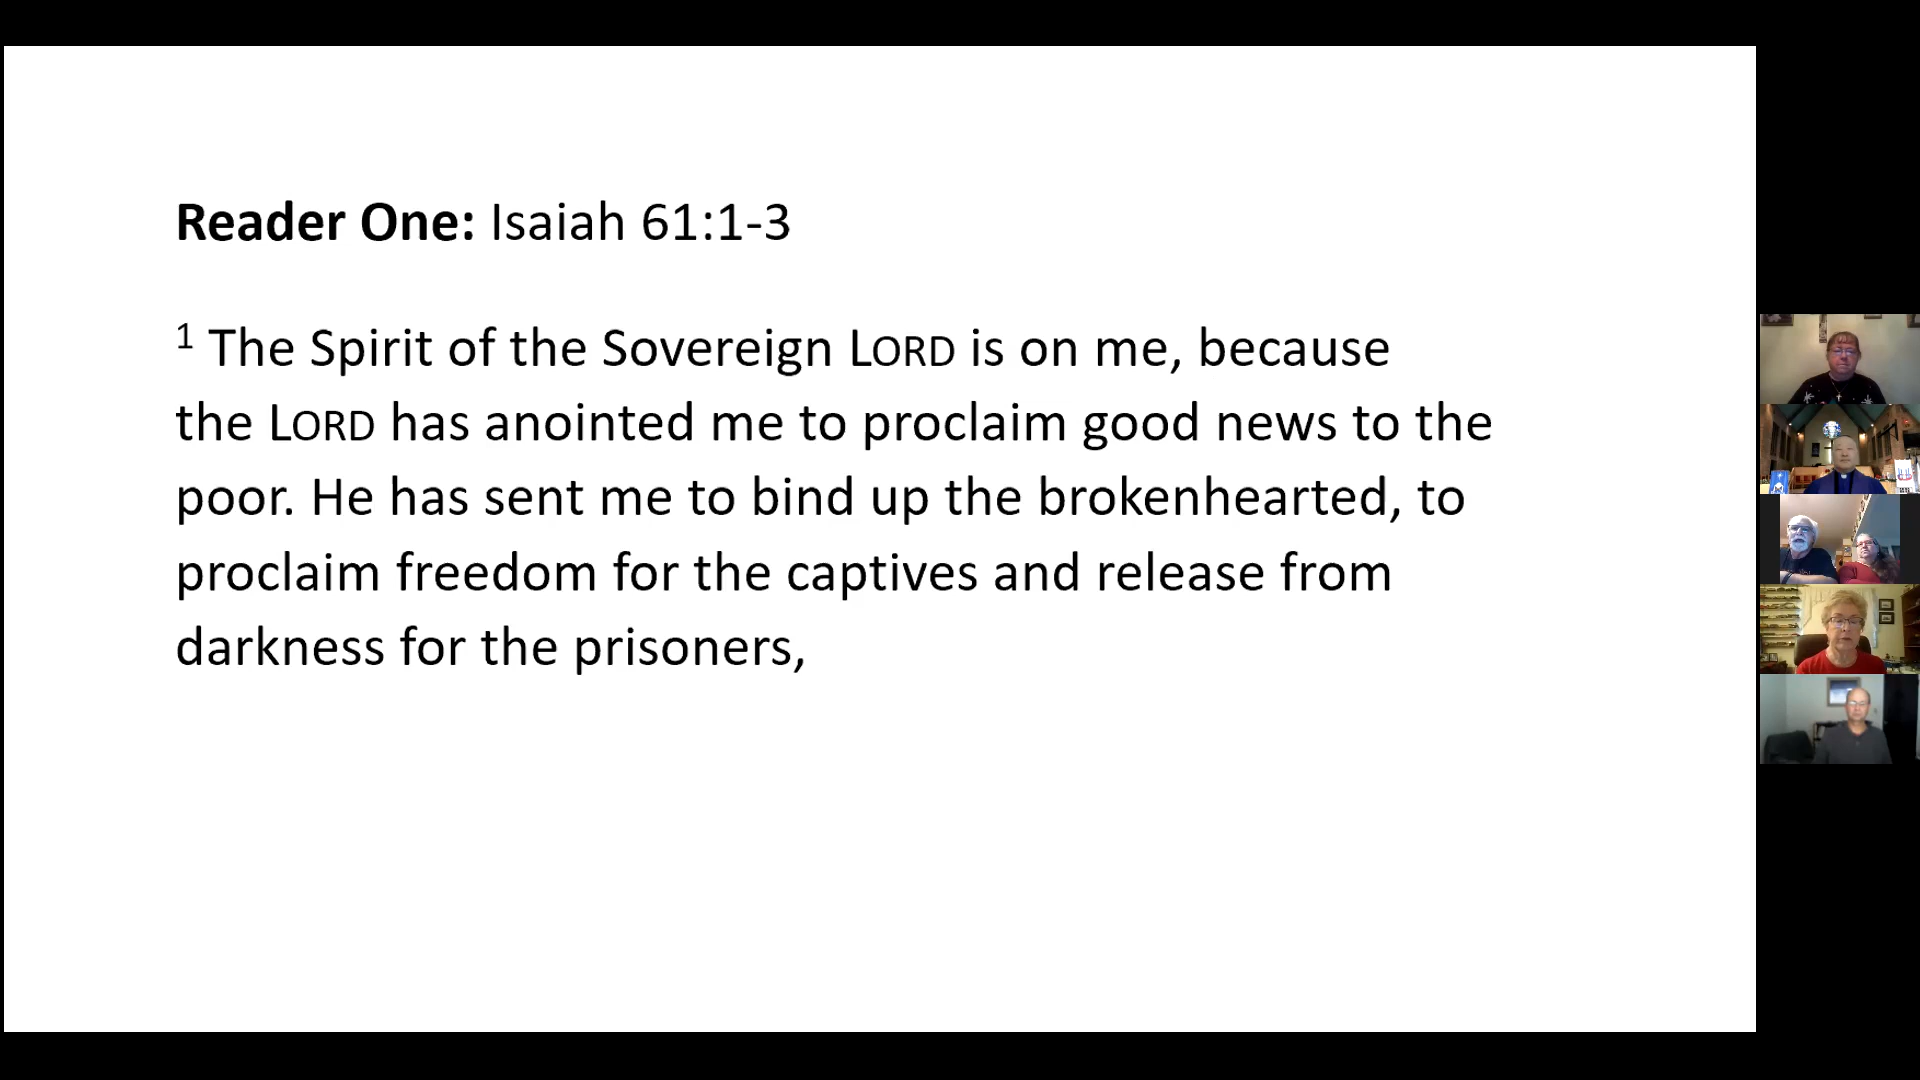 Reader One: Isaiah 61:1-3
1 The Spirit of the Sovereign LORD is on me, because
the LORD has anointed me to proclaim good news to the
poor. He has sent me to bind up the brokenhearted, to
proclaim freedom for the captives and release from
darkness for the prisoners,